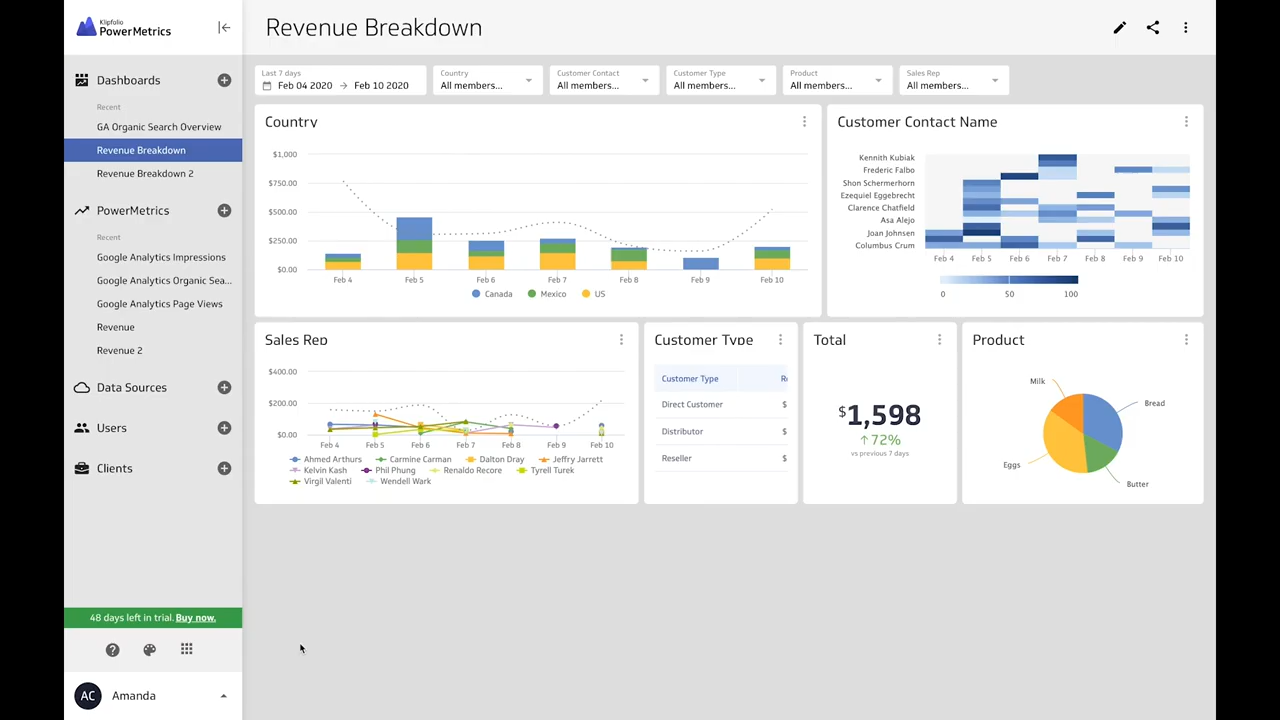 Klipfolio
PowerMetrics
Dashboards
Recent
GA Organic Search Overview
Revenue Breakdown
Revenue Breakdown 2
PowerMetrics
Recent
Google Analytics Impressions
Google Analytics Organic Sea...
Google Analytics Page Views
Revenue
Revenue 2
Data Sources
Users
Clients
48 days left in trial. Buy now.
AC Amanda
Revenue Breakdown
Last 7 days
Feb 04 2020 → Feb 10 2020
Country
All members...
Customer Contact
All members...
Customer Type
All members...
Product
All members...
Sales Rep
All members...
Country
$1,000
$750.00
$500.00
$250.00
$0.00
Feb 4 Feb 5 Feb 6 Feb 7 Feb 8 Feb 9 Feb 10
Canada Mexico US
Customer Contact Name
Kennith Kubiak
Frederic Falbo
Shon Schermerhorn
Ezequiel Eggebrecht
Clarence Chatfield
Asa Alejo
Joan Johnsen
Columbus Crum
Feb 4 Feb 5 Feb 6 Feb 7 Feb 8 Feb 9 Feb 10
0 50 100
Sales Rep
$400.00
$200.00
$0.00
Feb 4 Feb 5 Feb 6 Feb 7 Feb 8 Feb 9 Feb 10
Ahmed Arthurs Carmine Carman Dalton Dray Jeffry Jarrett
Kelvin Kash Phil Phung Renaldo Recore Tyrell Turek
Virgil Valenti Wendell Wark
Customer Type
Customer Type Re
Direct Customer $
Distributor $
Reseller $
Total
$1,598
↑72%
vs previous 7 days
Product
Milk
Bread
Eggs
Butter